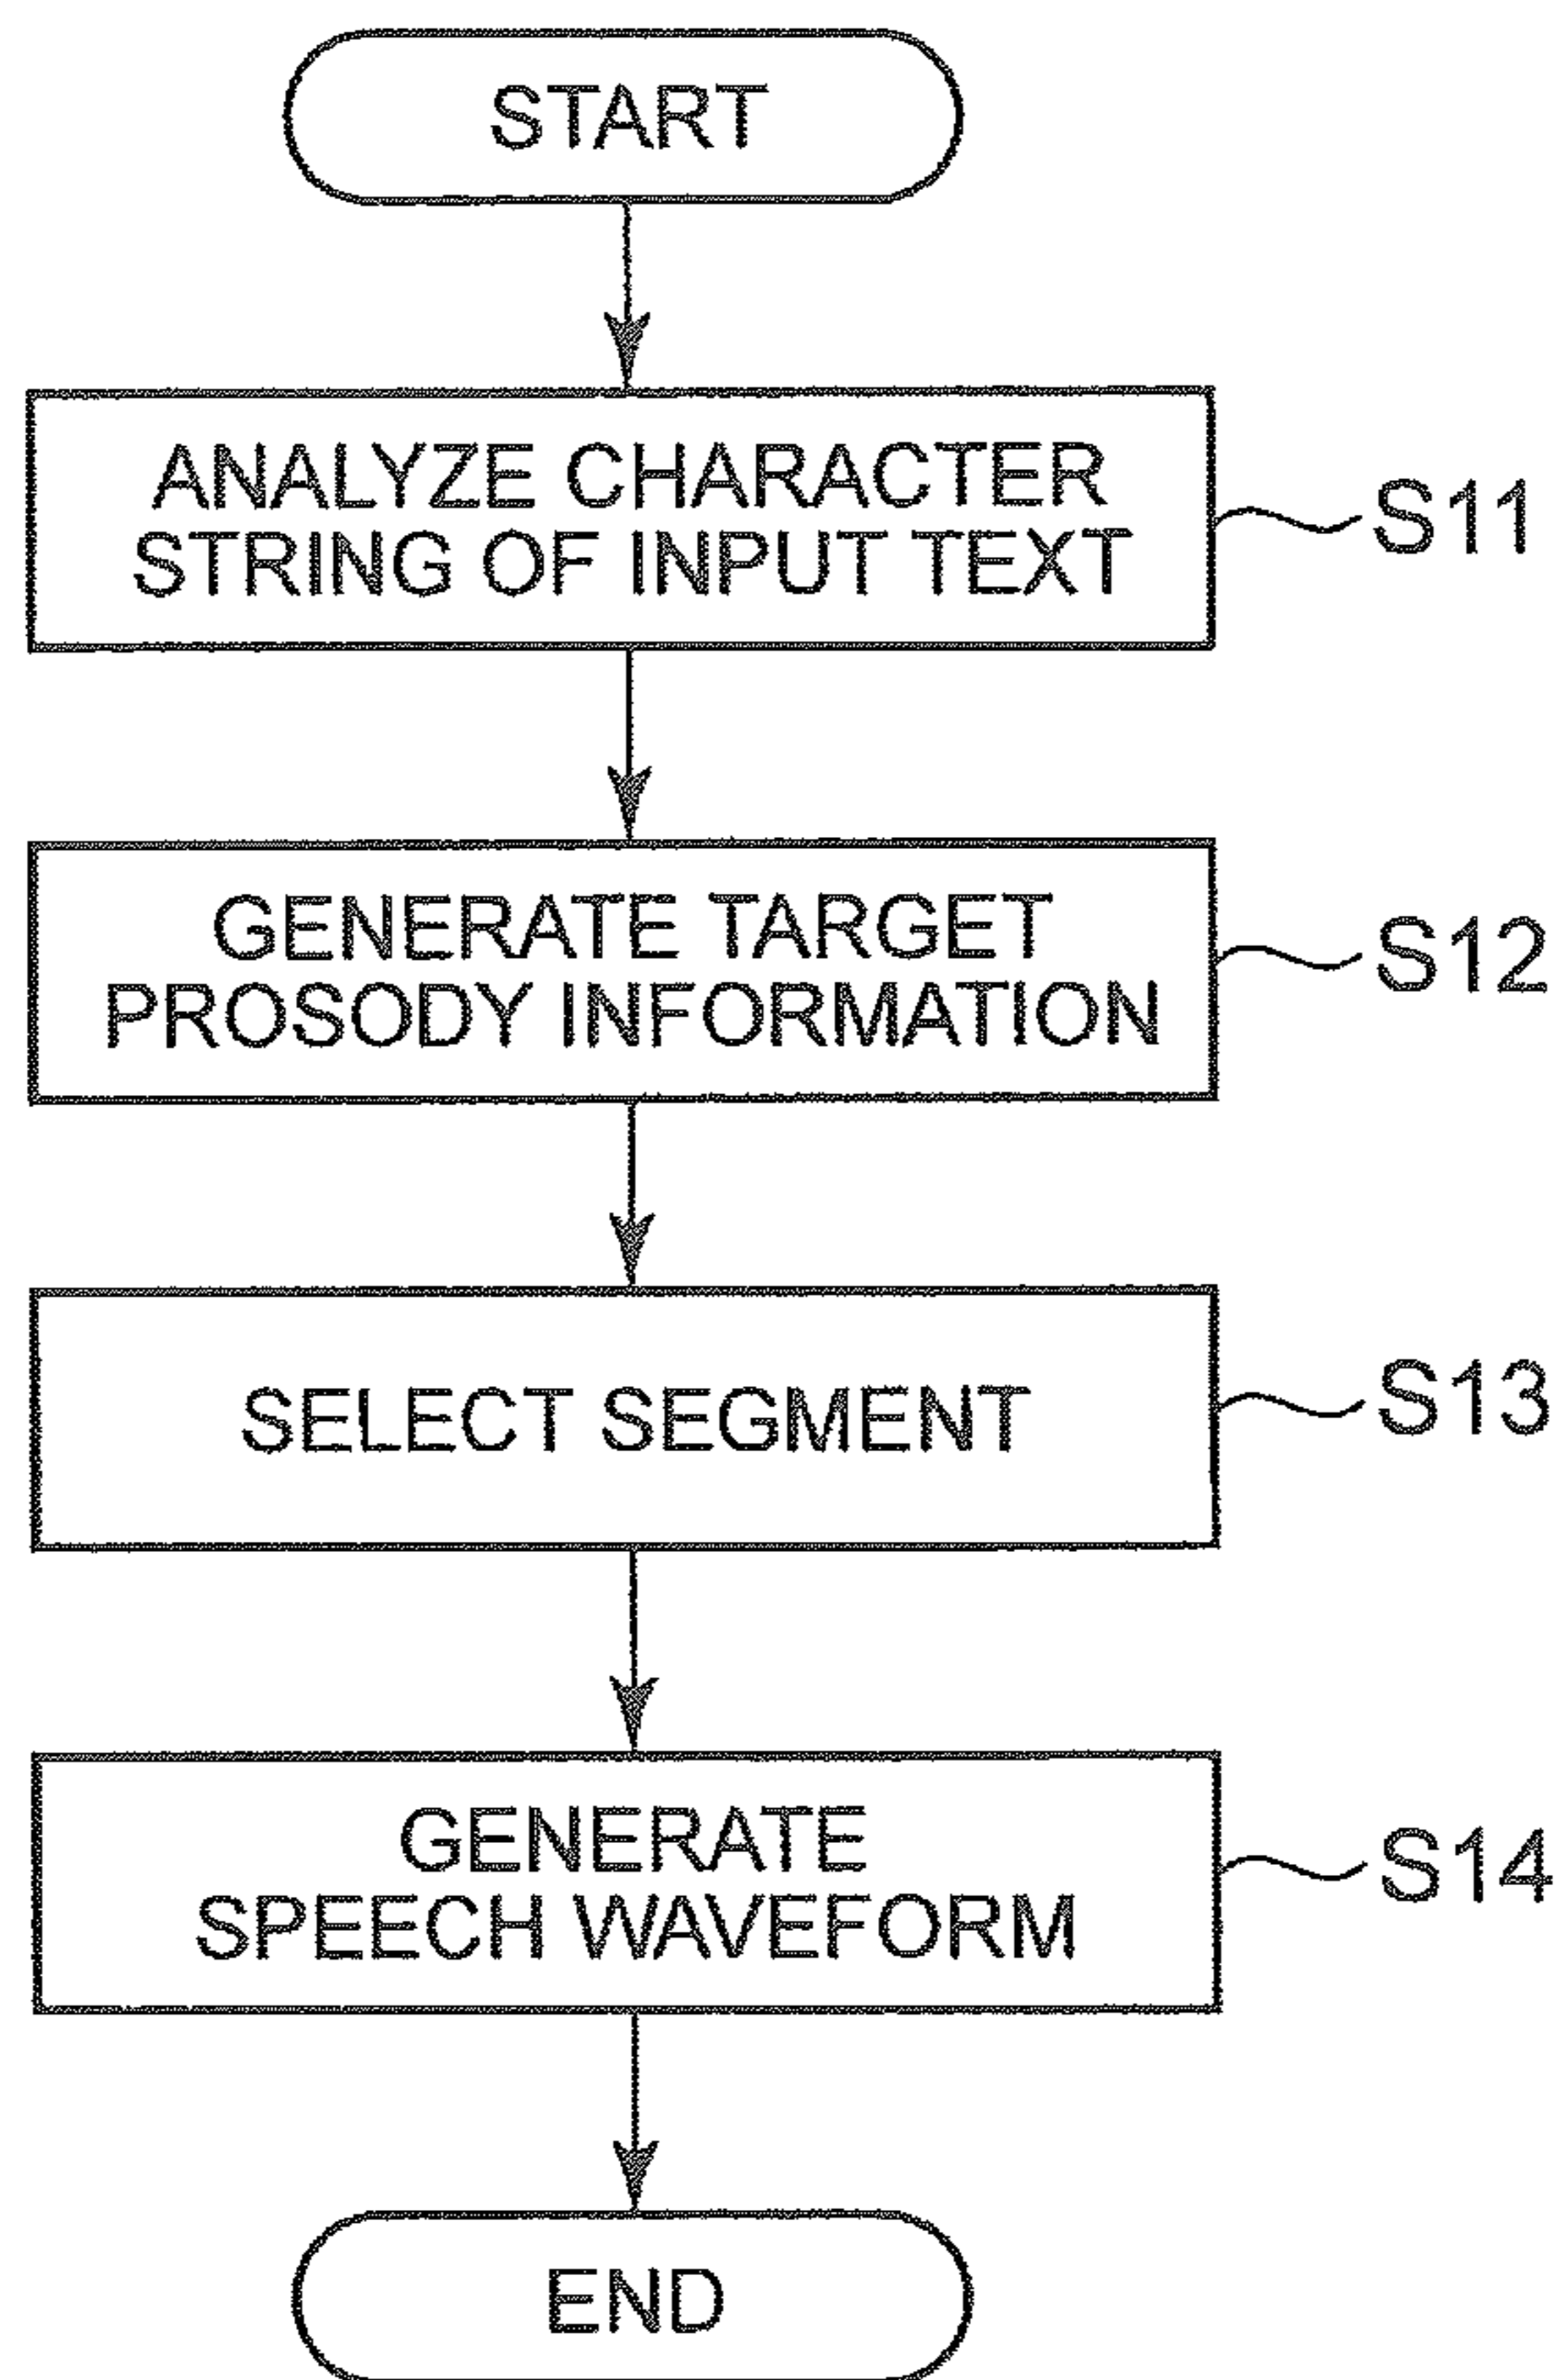 START
ANALYZE CHARACTER
STRING OF INPUT TEXT
S11
GENERATE TARGET
PROSODY INFORMATION
S12
SELECT SEGMENT
S13
GENERATE
SPEECH WAVEFORM
S14
END